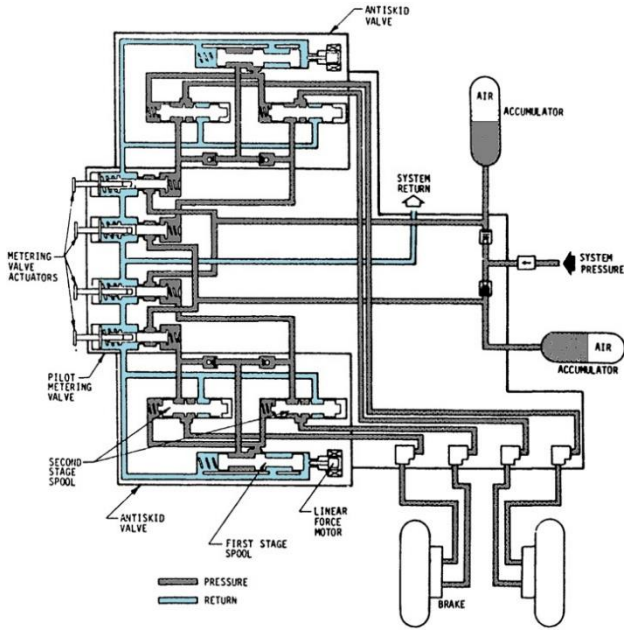 ANTISKID
VALVE
AIR
ACCUMULATOR
SYSTEM
RETURN
METERING
VALVE
ACTUATORS
SYSTEM
PRESSURE
AIR
ACCUMULATOR
PILOT
METERING
VALVE
SECOND
STAGE
SPOOL
ANTISKID
VALVE
FIRST STAGE
SPOOL
LINEAR
FORCE
MOTOR
BRAKE
PRESSURE
RETURN